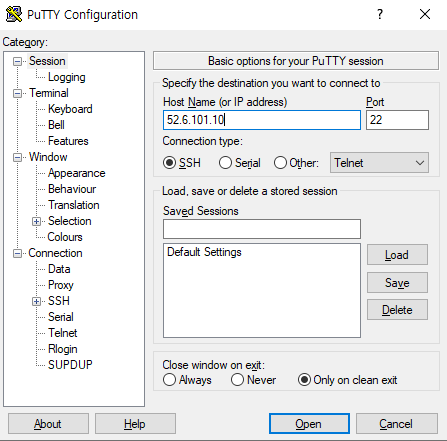 PuTTY Configuration
?
Category:
Session
Logging
Terminal
Keyboard
Bell
Features
Window
Appearance
Behaviour
Translation
Selection
Colours
Connection
Data
Proxy
SSH
Serial
Telnet
Rlogin
SUPDUP
Basic options for your PuTTY session
Specify the destination you want to connect to
Host Name (or IP address) Port
52.6.101.10 22
Connection type:
SSH Serial Other: Telnet
Load, save or delete a stored session
Saved Sessions
Default Settings
Load
Save
Delete
Close window on exit:
Always Never Only on clean exit
About Help Open Cancel